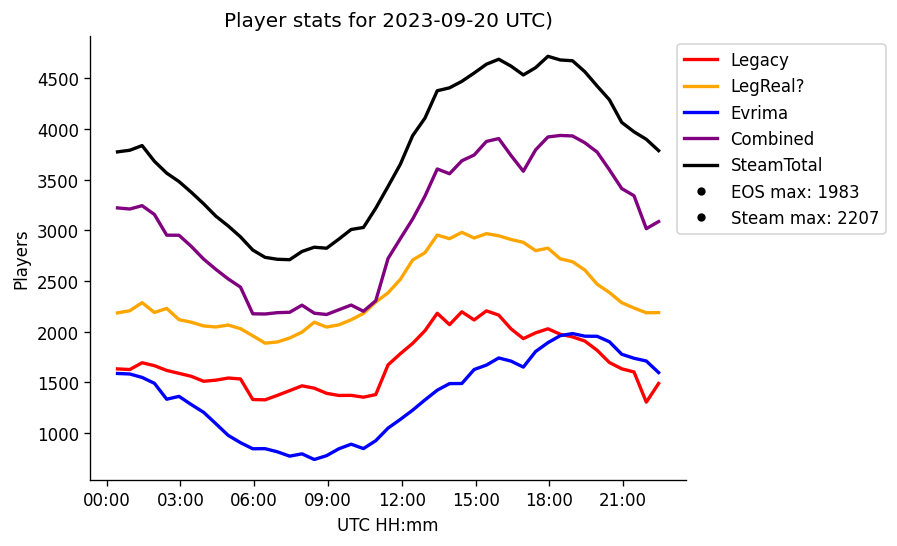 Player stats for 2023-09-20 UTC)
Players
4500
4000
3500
3000
2500
2000
1500
1000
00:00 03:00 06:00 09:00 12:00 15:00 18:00 21:00
UTC HH:mm
Legacy
LegReal?
Evrima
Combined
SteamTotal
EOS max: 1983
Steam max: 2207